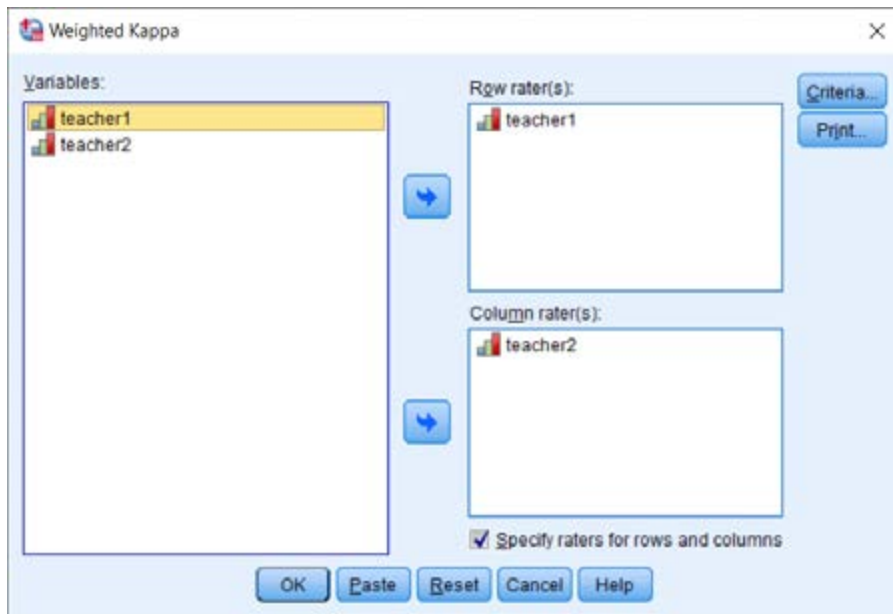 Weighted Kappa
Variables:
teacher1
teacher2
Row rater(s):
teacher1
Column rater(s):
teacher2
Specify raters for rows and columns
Criteria...
Print...
OK
Paste
Reset
Cancel
Help